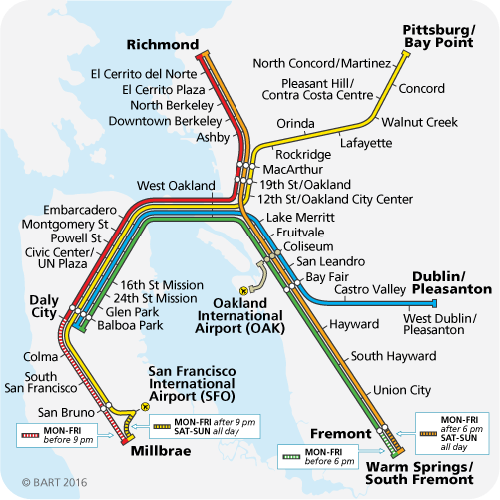 Richmond
El Cerrito del Norte
El Cerrito Plaza
North Berkeley
Downtown Berkeley
Ashby
Pittsburg/
Bay Point
North Concord/Martinez
Pleasant Hill/
Contra Costa Centre
Concord
Orinda
Walnut Creek
Lafayette
Rockridge
MacArthur
19th St/Oakland
12th St/Oakland City Center
West Oakland
Lake Merritt
Fruitvale
Coliseum
San Leandro
Bay Fair
Embarcadero
Montgomery St
Powell St
Civic Center/
UN Plaza
16th St Mission
24th St Mission
Glen Park
Balboa Park
Daly
City
Oakland
International
Airport (OAK)
Dublin/
Pleasanton
Castro Valley
West Dublin/
Pleasanton
Hayward
South Hayward
Union City
Colma
South
San Francisco
San Bruno
San Francisco
International
Airport (SFO)
MON-FRI
before 9 pm
MON-FRI after 9 pm
SAT-SUN all day
Millbrae
Fremont
MON-FRI
before 6 pm
MON-FRI
after 6 pm
SAT-SUN
all day
Warm Springs/
South Fremont
© BART 2016